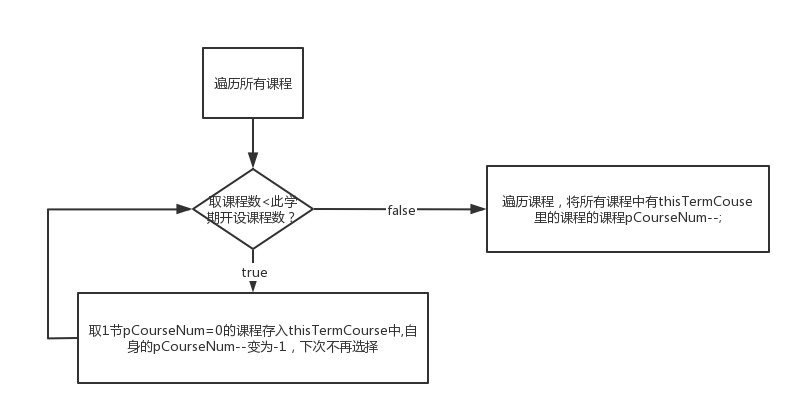 遍历所有课程
取课程数<此学
期开设课程数？
false
遍历课程，将所有课程中有thisTermCouse
里的课程的课程pCourseNum--;
true
取1节pCourseNum=0的课程存入thisTermCourse中,自
身的pCourseNum--变为-1，下次不再选择